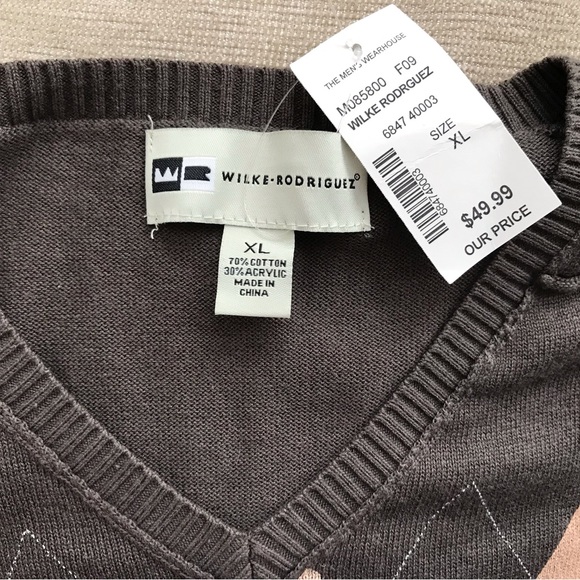 THE MEN'S WEARHOUSE
M085800 F09
WILKE RODRGUEZ
6847 40003
SIZE
XL
684740003
$49.99
OUR PRICE
WILKE-RODRIGUEZ®
XL
70% COTTON
30% ACRYLIC
MADE IN
CHINA